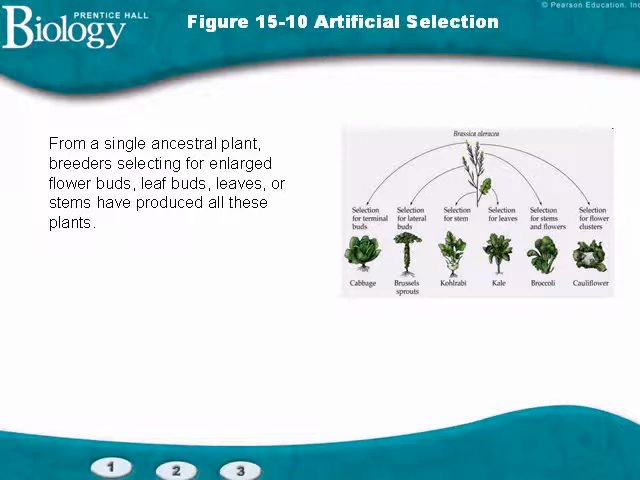 © Pearson Education, Inc
PRENTICE HALL
Biology
Figure 15-10 Artificial Selection
From a single ancestral plant,
breeders selecting for enlarged
flower buds, leaf buds, leaves, or
stems have produced all these
plants.
Brassica oleracea
Selection
for terminal
buds
Selection
for lateral
buds
Selection
for stem
Selection
for leaves
Selection
for stems
and flowers
Selection
for flower
clusters
Cabbage
Brussels
sprouts
Kohlrabi
Kale
Broccoli
Cauliflower
1
2
3